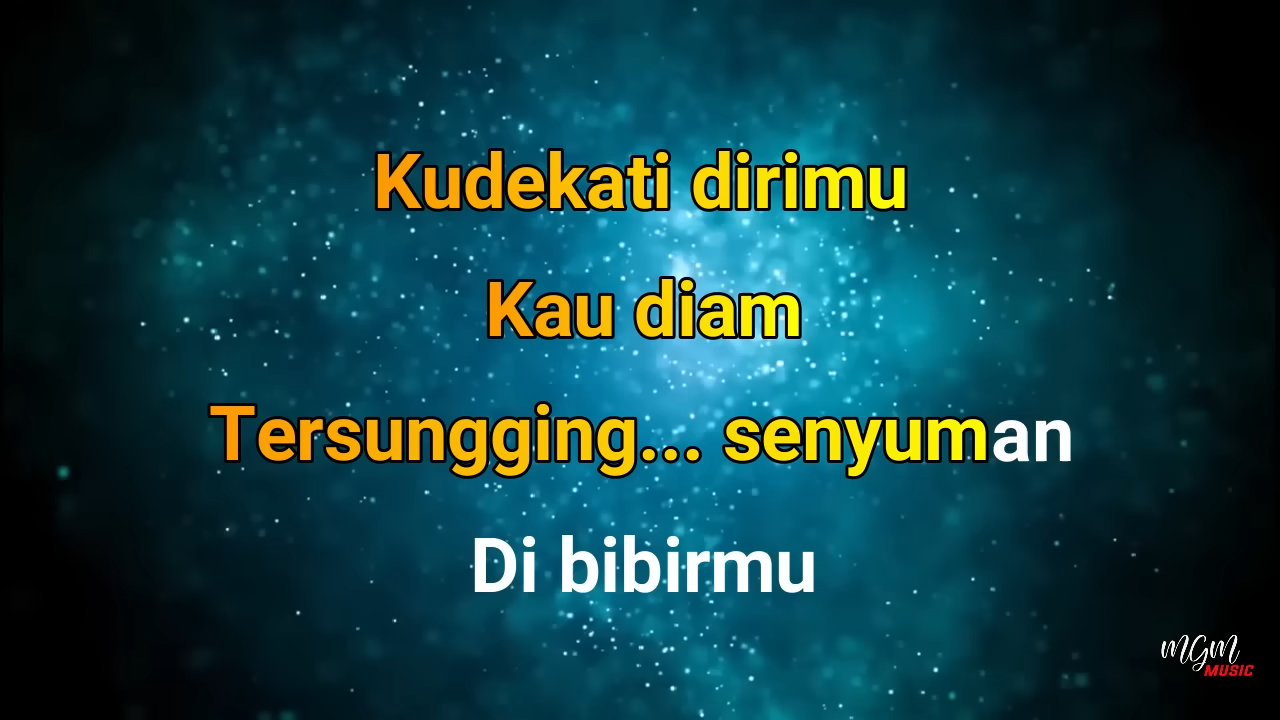 Kudekati dirimu
Kau diam
Tersungging... senyuman
Di bibirmu
MGM
MUSIC